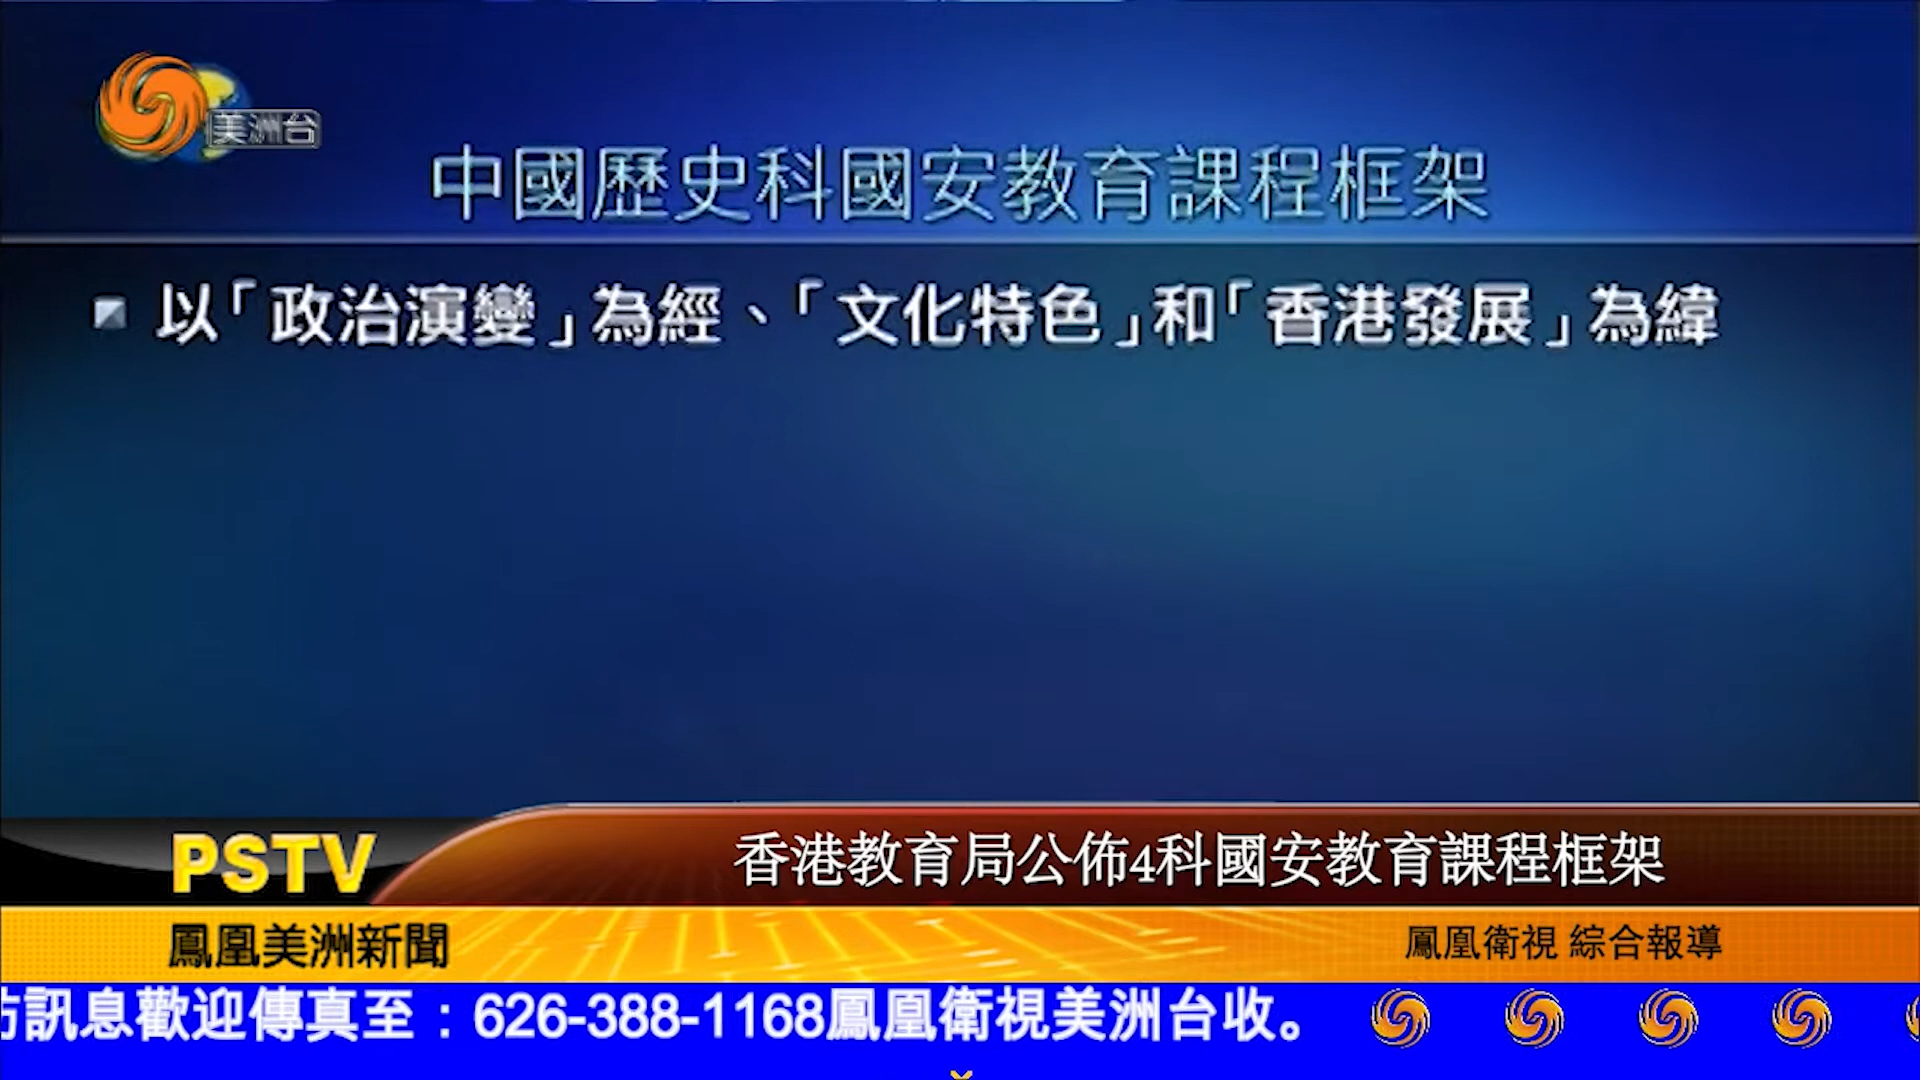 美洲台
中國歷史科國安教育課程框架
以「政治演變」為經、「文化特色」和「香港發展」為緯
PSTV
香港教育局公佈4科國安教育課程框架
鳳凰美洲新聞
鳳凰衛視 綜合報導
訊息歡迎傳真至：626-388-1168鳳凰衛視美洲台收。